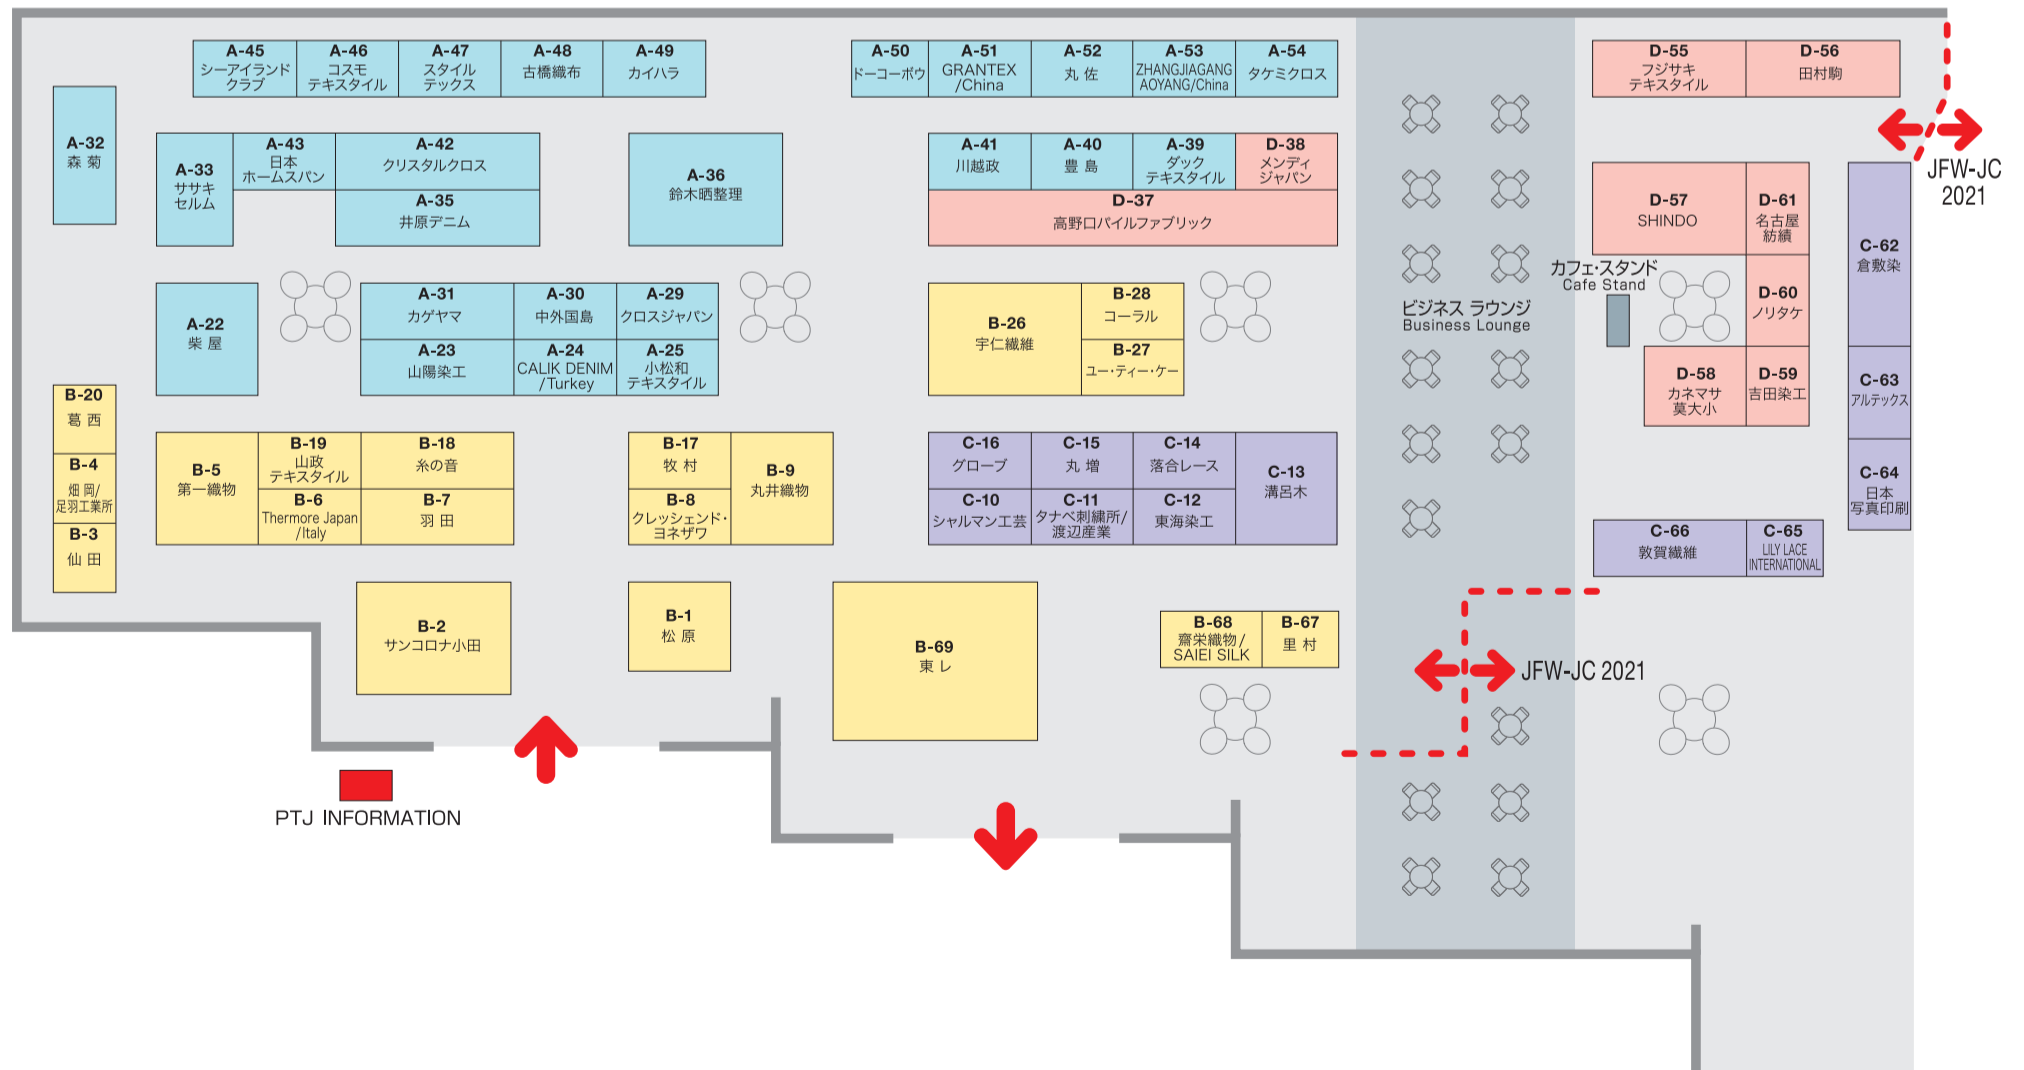 A-45
シーアイランド
クラブ
A-46
コスモ
テキスタイル
A-47
スタイル
テックス
A-48
古橋織布
A-49
カイハラ
A-50
ドーコーボウ
A-51
GRANTEX
/China
A-52
丸 佐
A-53
ZHANGJIAGANG
AOYANG/China
A-54
タケミクロス
D-55
フジサキ
テキスタイル
D-56
田村駒
A-32
森 菊
A-33
ササキ
セルム
A-43
日本
ホームスパン
A-42
クリスタルクロス
A-35
井原デニム
A-36
鈴木晒整理
A-41
川越政
A-40
豊 島
A-39
ダック
テキスタイル
D-38
メンディ
ジャパン
D-37
高野口パイルファブリック
JFW-JC
2021
D-57
SHINDO
D-61
名古屋
紡績
C-62
倉敷染
A-22
柴 屋
A-31
カゲヤマ
A-30
中外国島
A-29
クロスジャパン
A-23
山陽染工
A-24
CALIK DENIM
/Turkey
A-25
小松和
テキスタイル
B-26
宇仁繊維
B-28
コーラル
B-27
ユー・ティー・ケー
ビジネス ラウンジ
Business Lounge
カフェ・スタンド
Cafe Stand
D-60
ノリタケ
D-58
カネマサ
莫大小
D-59
吉田染工
C-63
アルテックス
C-64
日本
写真印刷
B-20
葛 西
B-4
畑 岡/
足羽工業所
B-3
仙 田
B-5
第一織物
B-19
山政
テキスタイル
B-18
糸の音
B-6
Thermore Japan
/Italy
B-7
羽 田
B-17
牧 村
B-8
クレッシェンド・
ヨネザワ
B-9
丸井織物
C-16
グローブ
C-15
丸 増
C-14
落合レース
C-13
溝呂木
C-10
シャルマン工芸
C-11
タナベ刺繍所/
渡辺産業
C-12
東海染工
C-66
敦賀繊維
C-65
LILY LACE
INTERNATIONAL
B-2
サンコロナ小田
B-1
松 原
B-69
東 レ
B-68
齋栄織物/
SAIEI SILK
B-67
里 村
JFW-JC 2021
PTJ INFORMATION